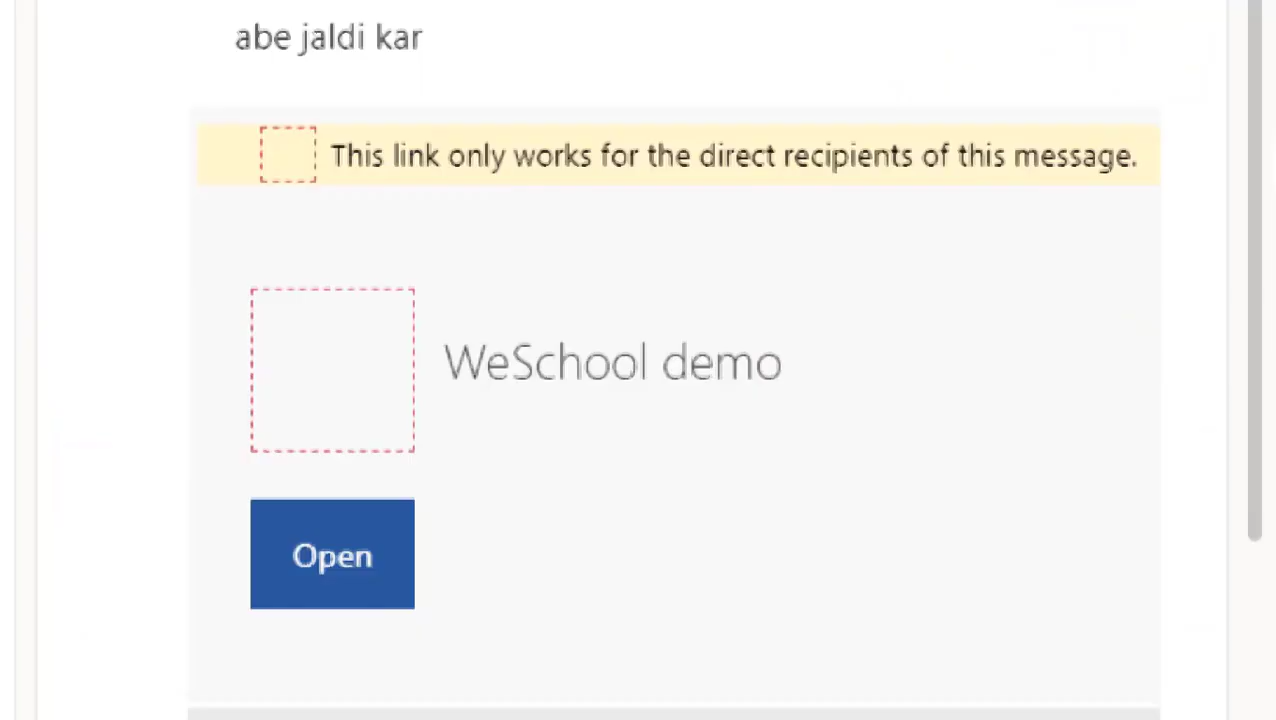 abe jaldi kar
This link only works for the direct recipients of this message.
WeSchool demo
Open